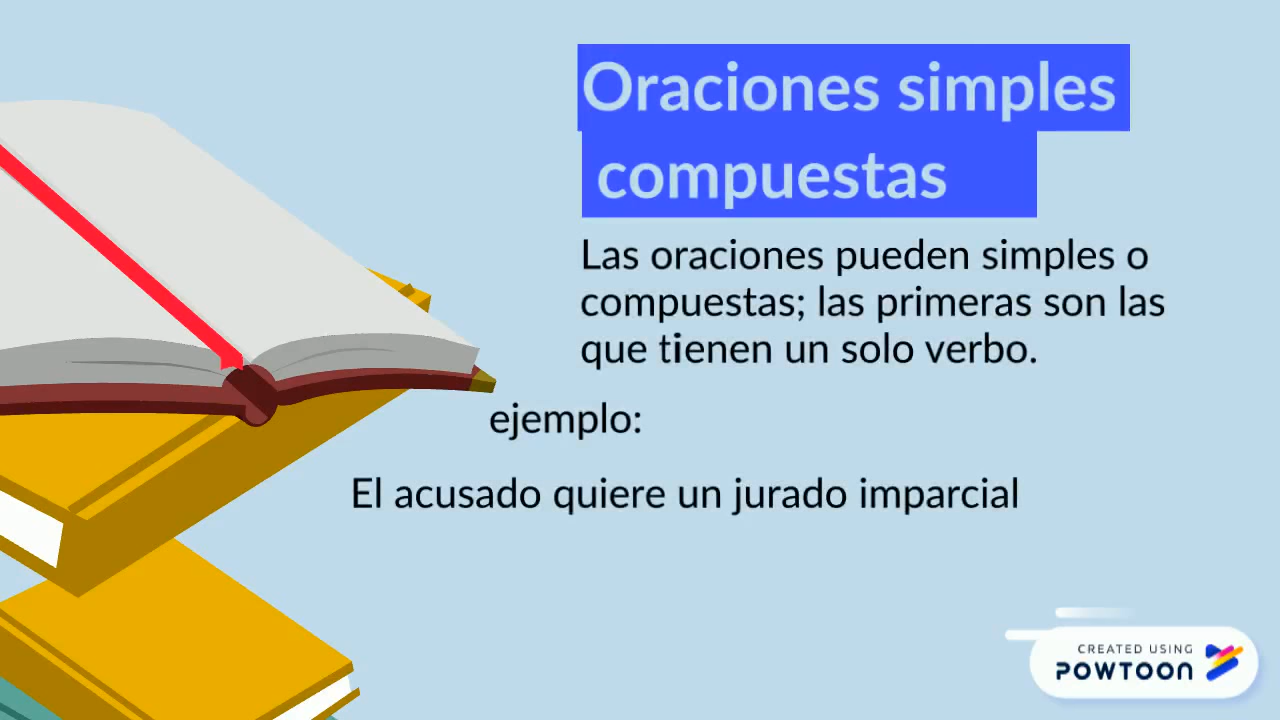 Oraciones simples
compuestas
Las oraciones pueden simples o
compuestas; las primeras son las
que tienen un solo verbo.
ejemplo:
El acusado quiere un jurado imparcial
CREATED USING
POWTOON